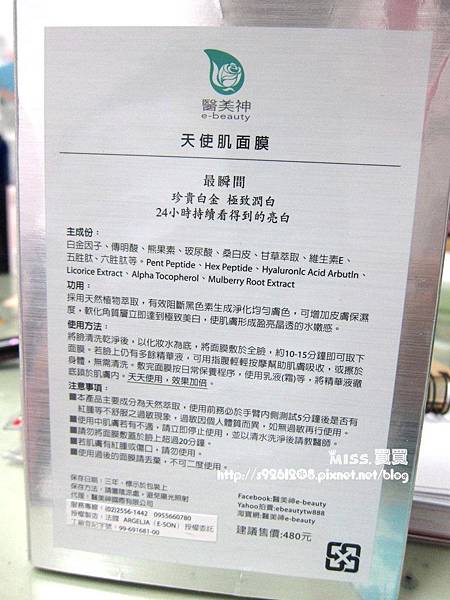 醫美神
e-beauty
天使肌面膜
最瞬間
珍貴白金 極致潤白
24小時持續看得到的亮白
主成份：
白金因子、傳明酸、熊果素、玻尿酸、桑白皮、甘草萃取、維生素E、
五胜肽、六胜肽等。Pent Peptide、Hex Peptide、Hyaluronic Acid Arbutin、
Licorice Extract、Alpha Tocopherol、Mulberry Root Extract
功用：
採用天然植物萃取，有效阻斷黑色素生成淨化均勻膚色，可增加皮膚保濕
度，軟化角質層立即達到極致美白，使肌膚形成盈亮晶透的水嫩感。
使用方法：
將臉清洗乾淨後，以化妝水為底，將面膜敷於全臉，約10-15分鐘即可取下
面膜。若臉上仍有多餘精華液，可用指腹輕輕按摩幫助肌膚吸收，或擦於
身體，無需清洗。敷完面膜按日常保養程序，使用乳液(霜)等，將精華液徹
底鎖於肌膚內。天天使用，效果加倍。
注意事項：
■本產品主要成分為天然萃取，使用前務必於手臂內側測試5分鐘後是否有
紅腫等不舒服之過敏現象，過敏因個人體質而異，如無過敏再行使用。
■使用中肌膚若有不適，請立即停止使用，並以清水洗淨後請教醫師。
■請勿將面膜敷蓋於臉上超過20分鐘。
■若肌膚有紅腫或傷口，請勿使用。
■使用過後的面膜請丟棄，不可二度使用。
保存日期：三年、標示於包裝上
保存方法：請置陰涼處，避免陽光照射
代理：醫美神國際有限公司
服務專線：(02)2556-1442 0955660780
授權製造：法國 ARGELIA (E-SON) 授權委託
工廠登記字號：99-691681-00
Facebook:醫美神e-beauty
Yahoo拍賣:ebeautytw888
淘寶網:醫美神e-beauty
建議售價:480元
MISS.買買
http://s92612@8.pixnet.net/blog